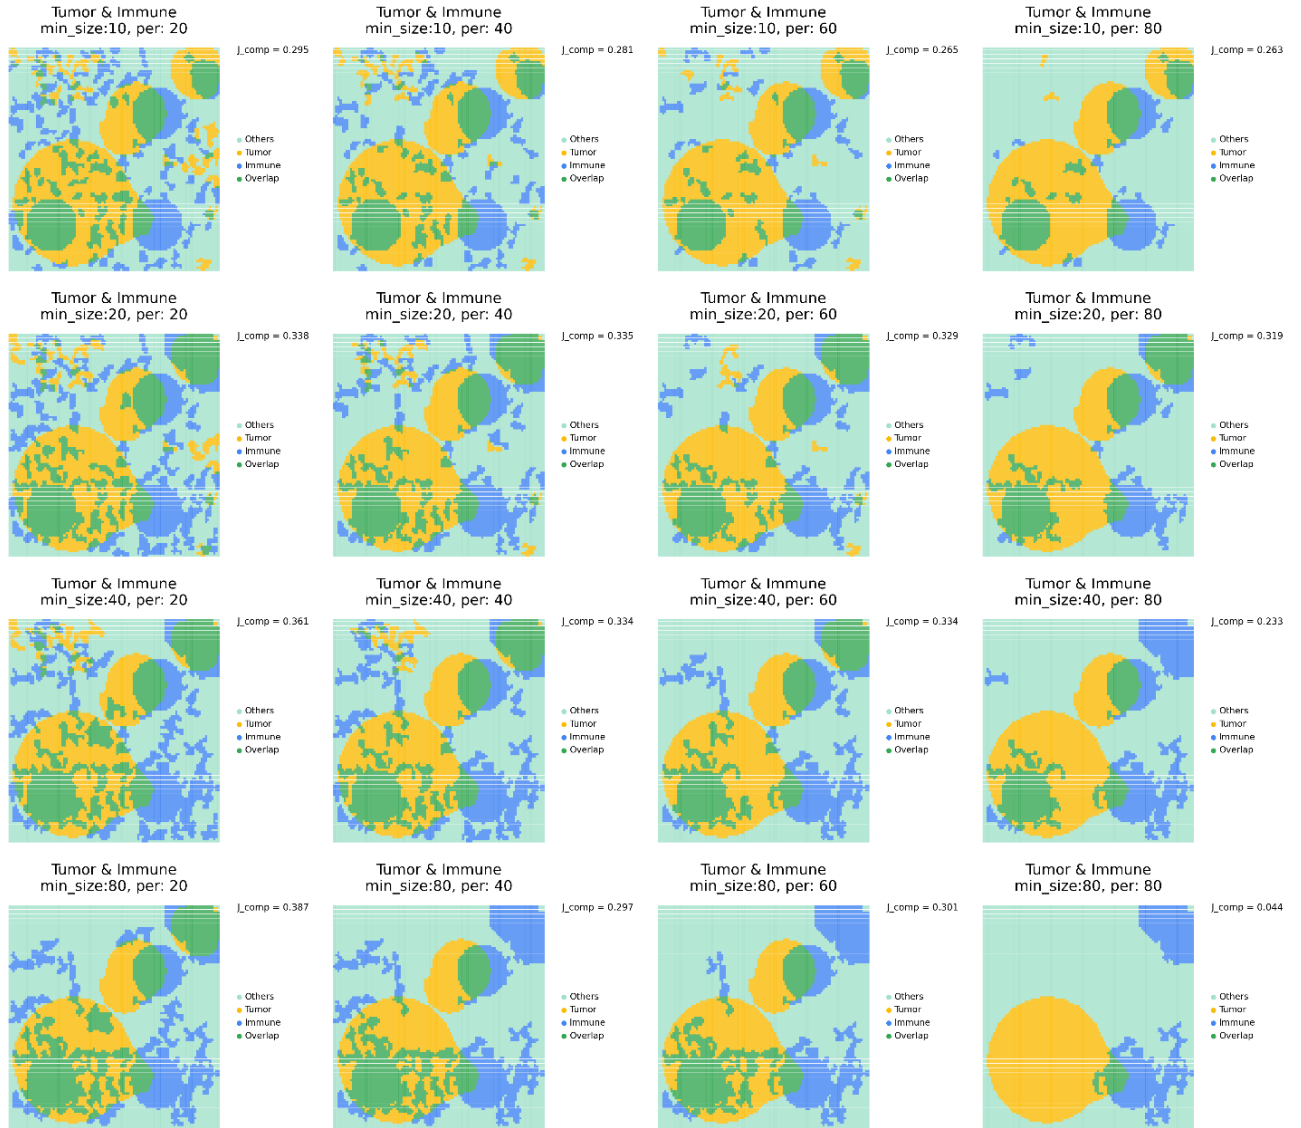 Tumor & Immune
min_size:10, per: 20
J_comp = 0.295
Others
Tumor
Immune
Overlap
Tumor & Immune
min_size:10, per: 40
J_comp = 0.281
Others
Tumor
Immune
Overlap
Tumor & Immune
min_size:10, per: 60
J_comp = 0.265
Others
Tumor
Immune
Overlap
Tumor & Immune
min_size:10, per: 80
J_comp = 0.263
Others
Tumor
Immune
Overlap
Tumor & Immune
min_size:20, per: 20
J_comp = 0.338
Others
Tumor
Immune
Overlap
Tumor & Immune
min_size:20, per: 40
J_comp = 0.335
Others
Tumor
Immune
Overlap
Tumor & Immune
min_size:20, per: 60
J_comp = 0.329
Others
Tumor
Immune
Overlap
Tumor & Immune
min_size:20, per: 80
J_comp = 0.319
Others
Tumor
Immune
Overlap
Tumor & Immune
min_size:40, per: 20
J_comp = 0.361
Others
Tumor
Immune
Overlap
Tumor & Immune
min_size:40, per: 40
J_comp = 0.334
Others
Tumor
Immune
Overlap
Tumor & Immune
min_size:40, per: 60
J_comp = 0.334
Others
Tumor
Immune
Overlap
Tumor & Immune
min_size:40, per: 80
J_comp = 0.233
Others
Tumor
Immune
Overlap
Tumor & Immune
min_size:80, per: 20
J_comp = 0.387
Others
Tumor
Immune
Overlap
Tumor & Immune
min_size:80, per: 40
J_comp = 0.297
Others
Tumor
Immune
Overlap
Tumor & Immune
min_size:80, per: 60
J_comp = 0.301
Others
Tumor
Immune
Overlap
Tumor & Immune
min_size:80, per: 80
J_comp = 0.044
Others
Tumor
Immune
Overlap